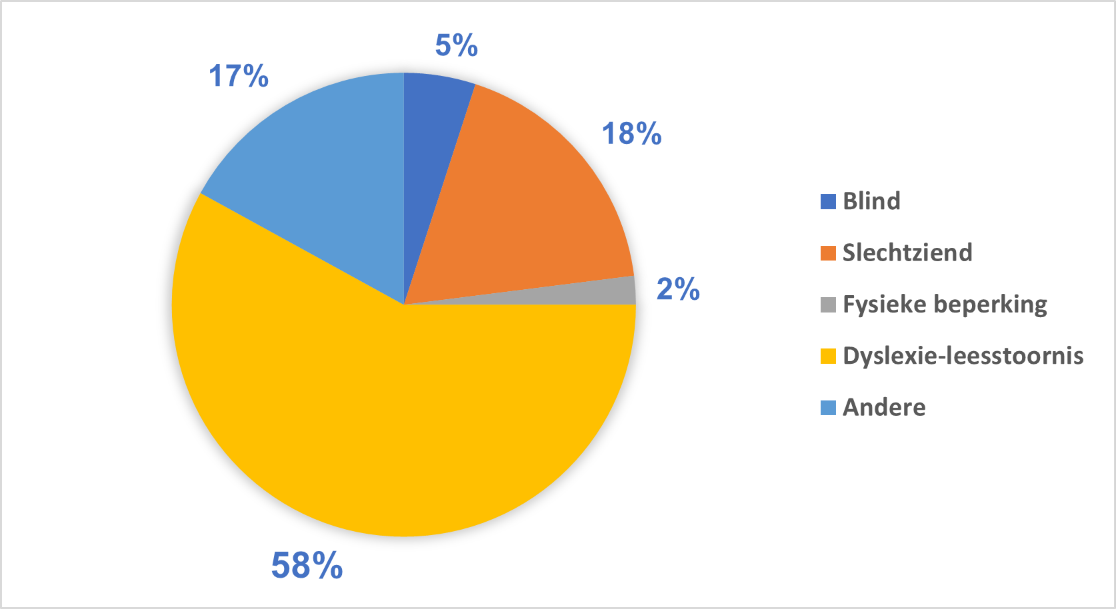 5%
17%
18%
2%
58%
Blind
Slechtziend
Fysieke beperking
Dyslexie-leesstoornis
Andere